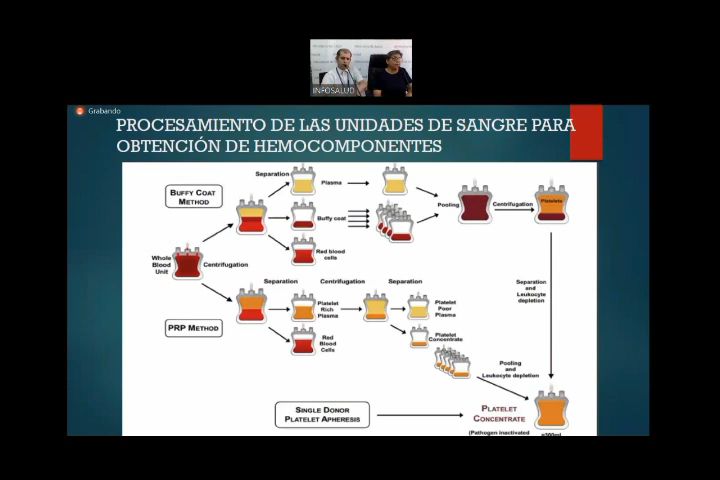 INFOSALUD
Grabando
PROCESAMIENTO DE LAS UNIDADES DE SANGRE PARA
OBTENCIÓN DE HEMOCOMPONENTES
Separation
Plasma
BUFFY COAT
METHOD
Pooling
Centrifugation
Platelets
Buffy coat
Red blood
cells
Whole
Blood
Unit
Centrifugation
Separation
Centrifugation
Separation
Separation
and
Leukocyte
depletion
Platelet
Rich
Plasma
Platelet
Poor
Plasma
PRP METHOD
Red
Blood
Cells
Platelet
Concentrate
Pooling
and
Leukocyte depletion
SINGLE DONOR
PLATELET APHERESIS
PLATELET
CONCENTRATE
(Pathogen inactivated
≈300ml